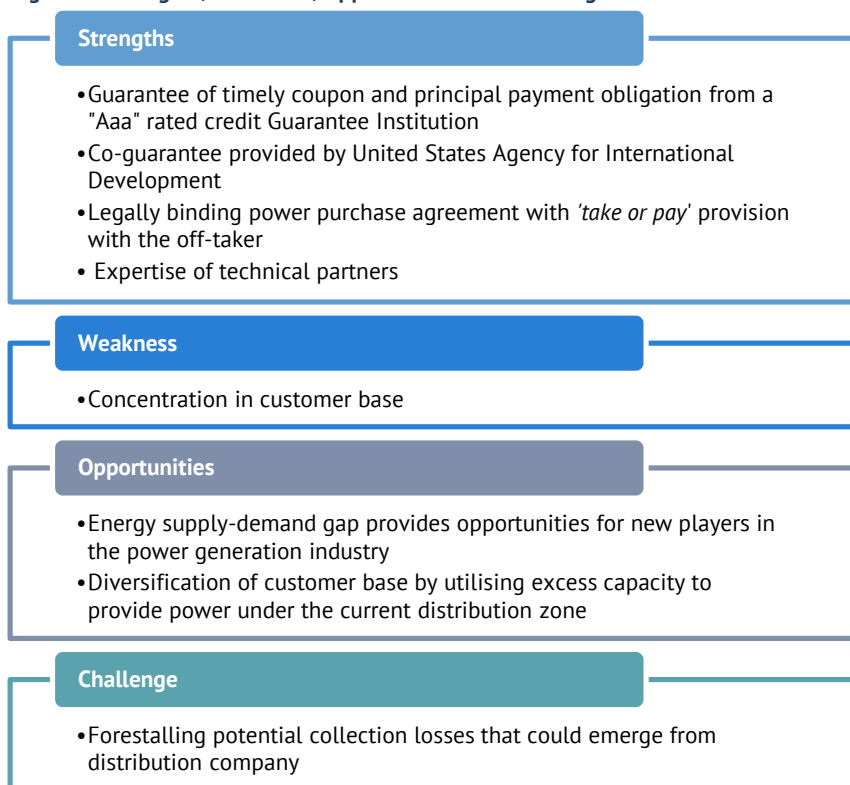 Strengths
•Guarantee of timely coupon and principal payment obligation from a
"Aaa" rated credit Guarantee Institution
•Co-guarantee provided by United States Agency for International
Development
•Legally binding power purchase agreement with 'take or pay' provision
with the off-taker
• Expertise of technical partners
Weakness
•Concentration in customer base
Opportunities
•Energy supply-demand gap provides opportunities for new players in
the power generation industry
•Diversification of customer base by utilising excess capacity to
provide power under the current distribution zone
Challenge
•Forestalling potential collection losses that could emerge from
distribution company